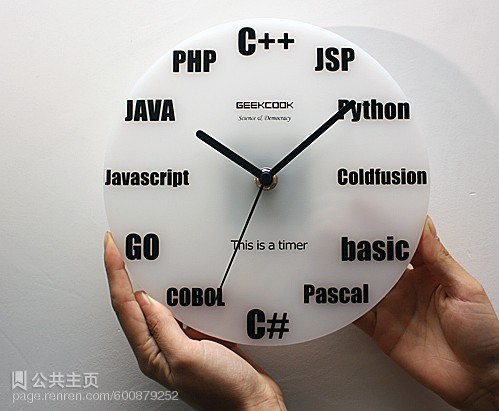 C++
PHP
JSP
JAVA
GEEKCOOK
Python
Science & Democracy
Javascript
Coldfusion
GO
This is a timer
basic
COBOL
Pascal
C#
公共主页
page.renren.com/600879252